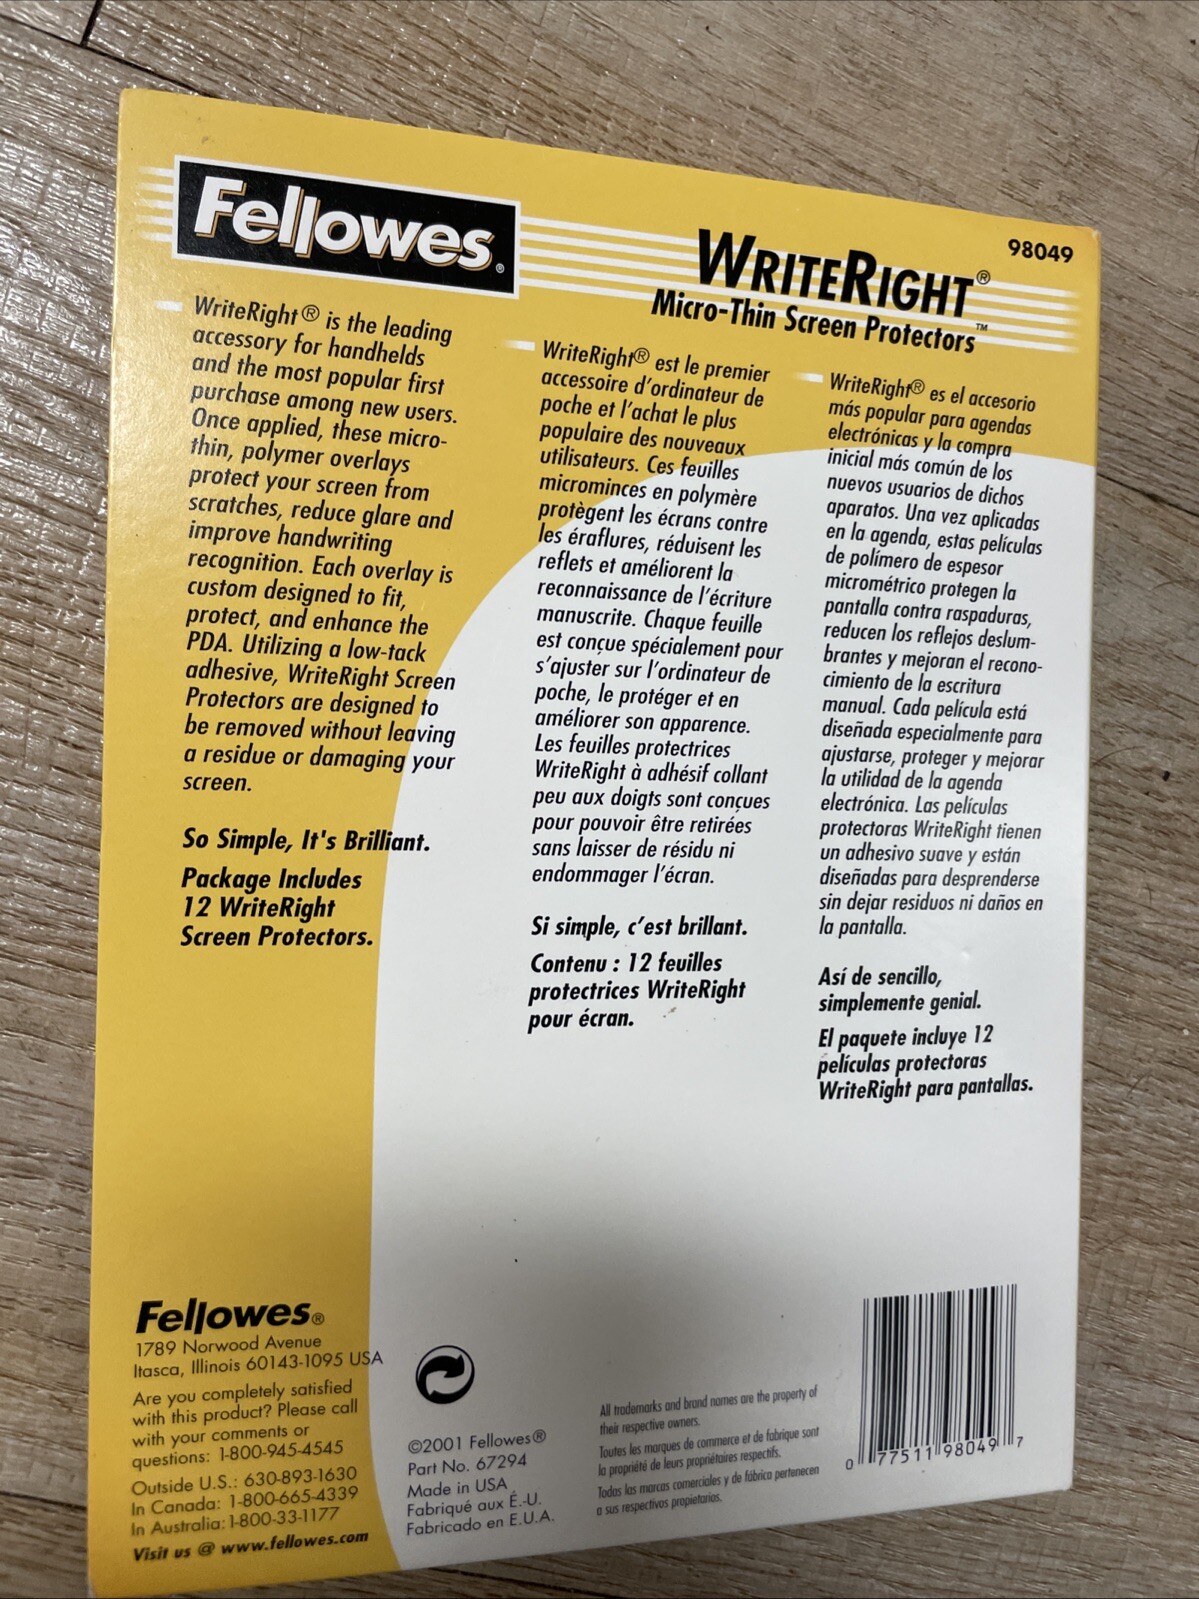 Fellowes®
98049
WRITERIGHT®
Micro-Thin Screen Protectors™
WriteRight® is the leading
accessory for handhelds
and the most popular first
purchase among new users.
Once applied, these micro-
thin, polymer overlays
protect your screen from
scratches, reduce glare and
improve handwriting
recognition. Each overlay is
custom designed to fit,
protect, and enhance the
PDA. Utilizing a low-tack
adhesive, WriteRight Screen
Protectors are designed to
be removed without leaving
a residue or damaging your
screen.
So Simple, It's Brilliant.
Package Includes
12 WriteRight
Screen Protectors.
WriteRight® est le premier
accessoire d'ordinateur de
poche et l'achat le plus
populaire des nouveaux
utilisateurs. Ces feuilles
microminces en polymère
protègent les écrans contre
les éraflures, réduisent les
reflets et améliorent la
reconnaissance de l'écriture
manuscrite. Chaque feuille
est conçue spécialement pour
s'ajuster sur l'ordinateur de
poche, le protéger et en
améliorer son apparence.
Les feuilles protectrices
WriteRight à adhésif collant
peu aux doigts sont conçues
pour pouvoir être retirées
sans laisser de résidu ni
endommager l'écran.
Si simple, c'est brillant.
Contenu : 12 feuilles
protectrices WriteRight
pour écran.
WriteRight® es el accesorio
más popular para agendas
electrónicas y la compra
inicial más común de los
nuevos usuarios de dichos
aparatos. Una vez aplicadas
en la agenda, estas películas
de polímero de espesor
micrométrico protegen la
pantalla contra raspaduras,
reducen los reflejos deslum-
brantes y mejoran el recono-
cimiento de la escritura
manual. Cada película está
diseñada especialmente para
ajustarse, proteger y mejorar
la utilidad de la agenda
electrónica. Las películas
protectoras WriteRight tienen
un adhesivo suave y están
diseñadas para desprenderse
sin dejar residuos ni daños en
la pantalla.
Así de sencillo,
simplemente genial.
El paquete incluye 12
películas protectoras
WriteRight para pantallas.
Fellowes®
1789 Norwood Avenue
Itasca, Illinois 60143-1095 USA
Are you completely satisfied
with this product? Please call
with your comments or
questions: 1-800-945-4545
Outside U.S.: 630-893-1630
In Canada: 1-800-665-4339
In Australia: 1-800-33-1177
Visit us @ www.fellowes.com
©2001 Fellowes®
Part No. 67294
Made in USA
Fabriqué aux É.-U.
Fabricado en E.U.A.
All trademarks and brand names are the property of
their respective owners.
Toutes les marques de commerce et de fabrique sont
la propriété de leurs propriétaires respectifs.
Todas las marcas comerciales y de fábrica pertenecen
a sus respectivos propietarios.
0 77511 98049 7